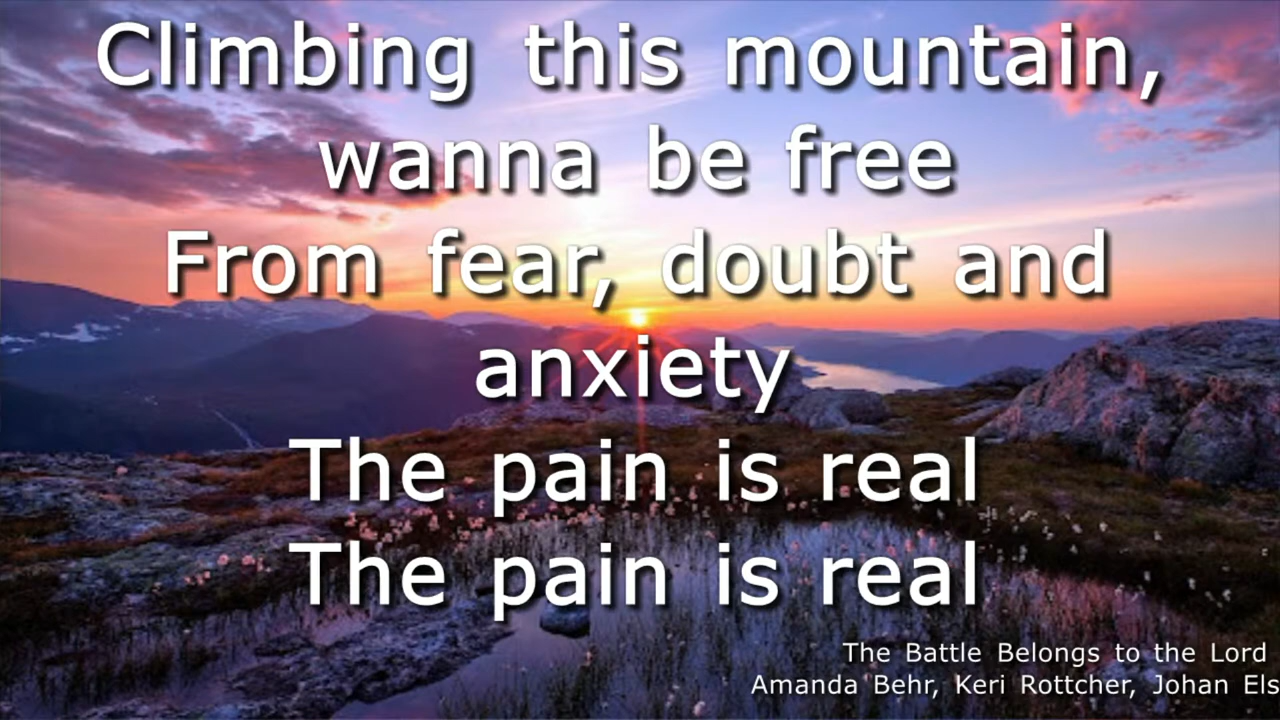 Climbing this mountain,
wanna be free
From fear, doubt and
anxiety
The pain is real
The pain is real
The Battle Belongs to the Lord
Amanda Behr, Keri Rottcher, Johan Els